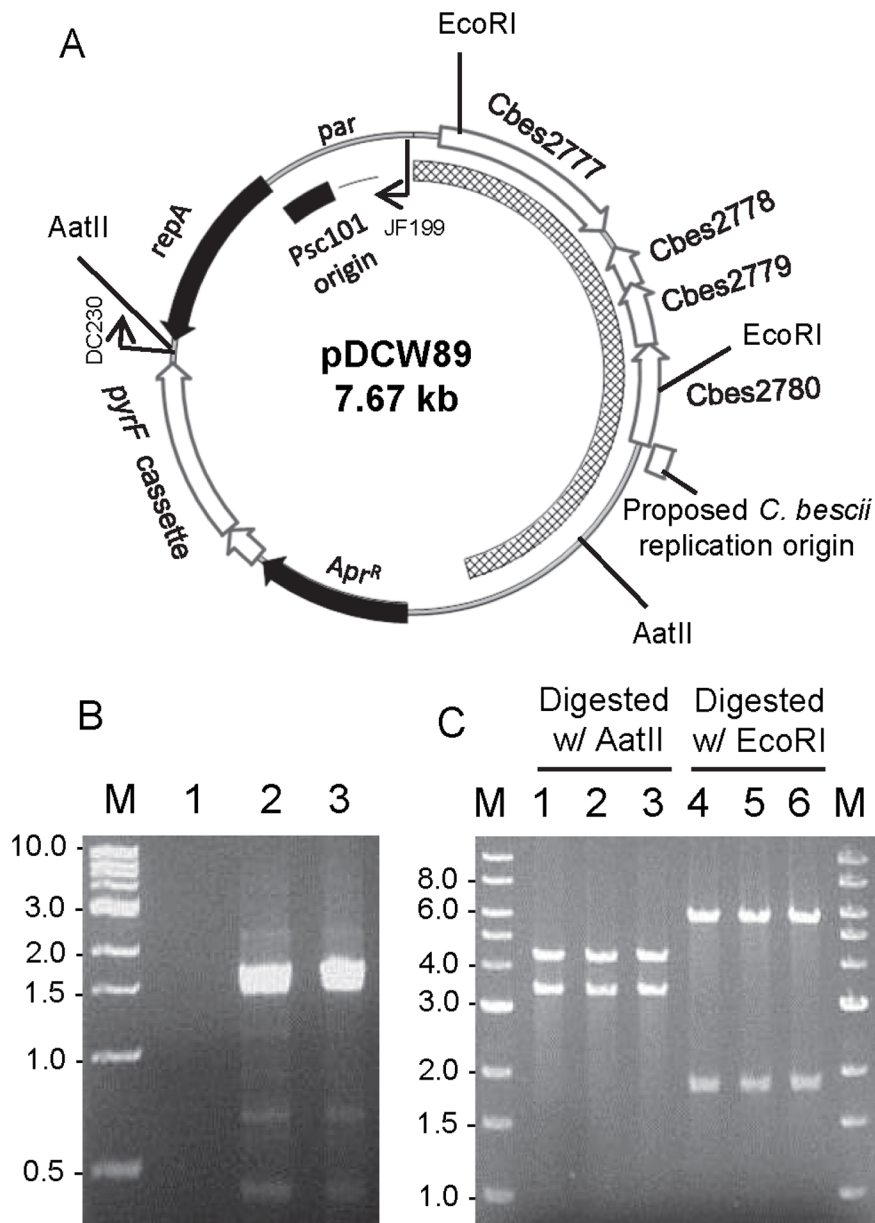 A
EcoRI
par
Cbes2777
repA
AatII
Psc101
origin
JF199
Cbes2778
Cbes2779
DC230
pDCW89
7.67 kb
EcoRI
Cbes2780
pyrF cassette
Proposed C. bescii
replication origin
AprR
AatII
B
M 1 2 3
10.0
3.0
2.0
1.5
1.0
0.5
C
Digested
w/ AatII
Digested
w/ EcoRI
M 1 2 3 4 5 6 M
8.0
6.0
4.0
3.0
2.0
1.5
1.0